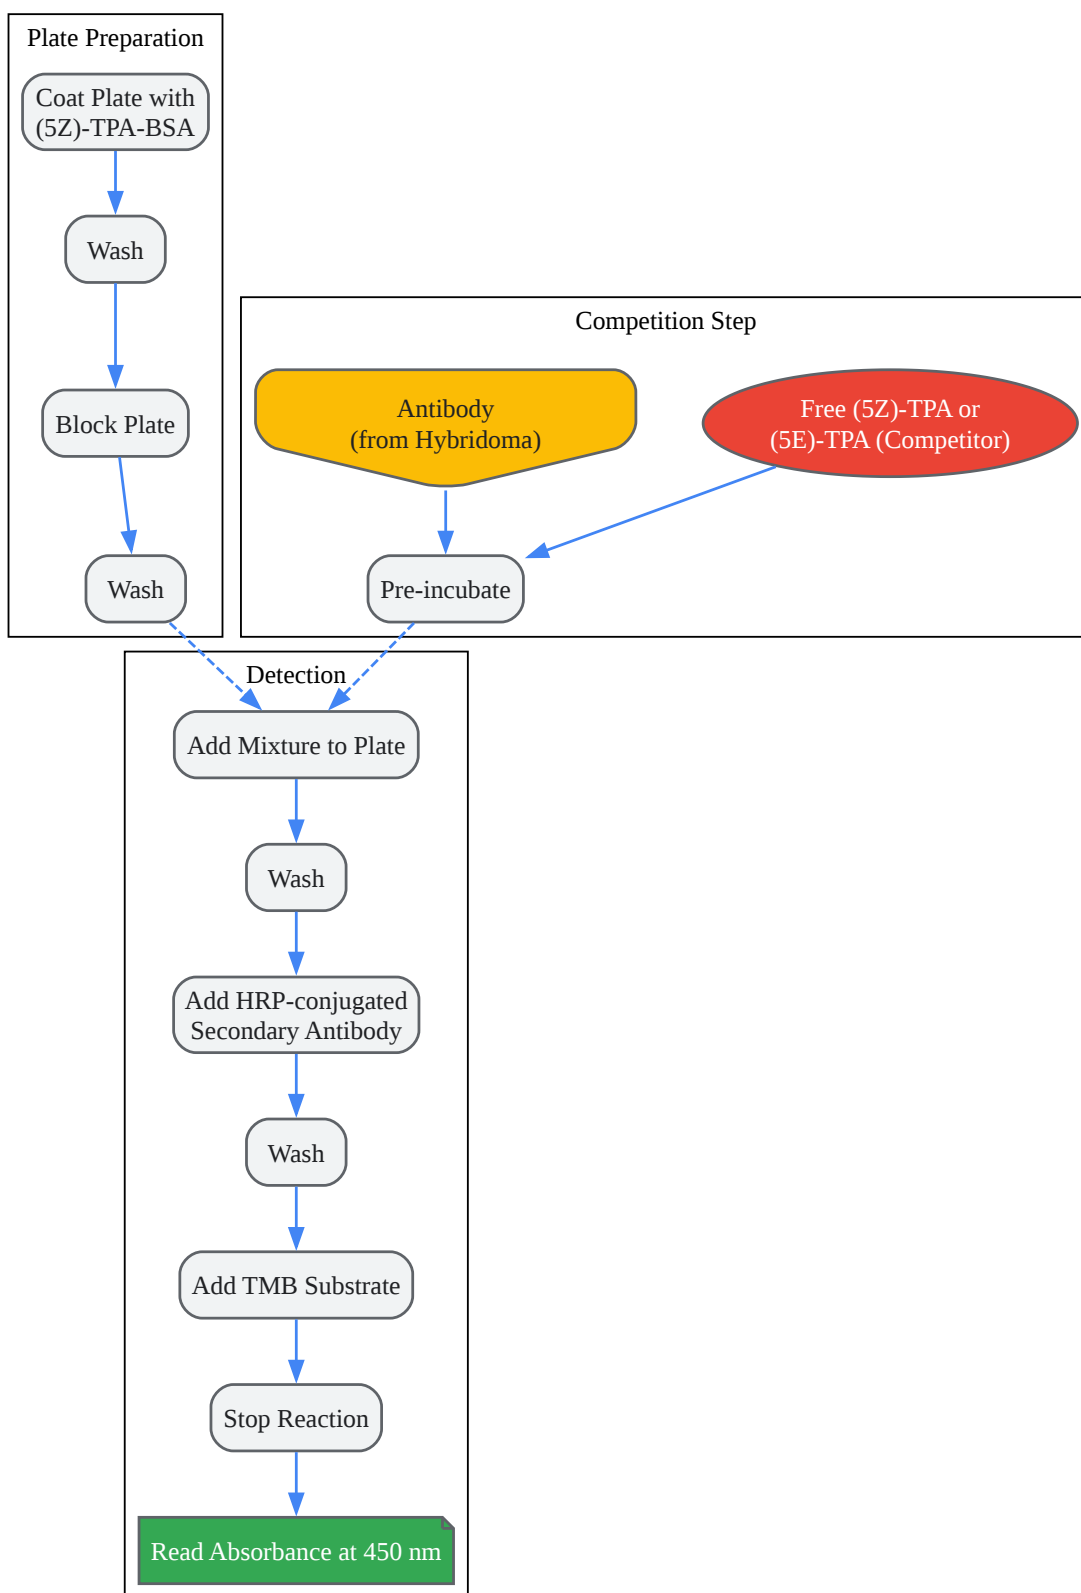 Plate Preparation
Coat Plate with
(5Z)-TPA-BSA
Wash
Block Plate
Wash
Competition Step
Antibody
(from Hybridoma)
Free (5Z)-TPA or
(5E)-TPA (Competitor)
Pre-incubate
Detection
Add Mixture to Plate
Wash
Add HRP-conjugated
Secondary Antibody
Wash
Add TMB Substrate
Stop Reaction
Read Absorbance at 450 nm